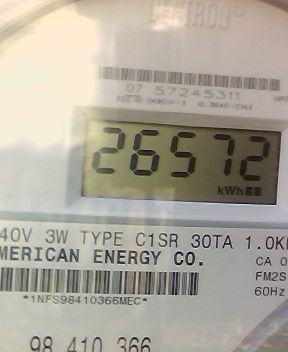 CENTRON®
07 57245311
26572
kWh
40V 3W TYPE C1SR 30TA 1.0K
MERICAN ENERGY CO.
CA 0
FM2S
60Hz
*1NFS98410366MEC*
98 410 366